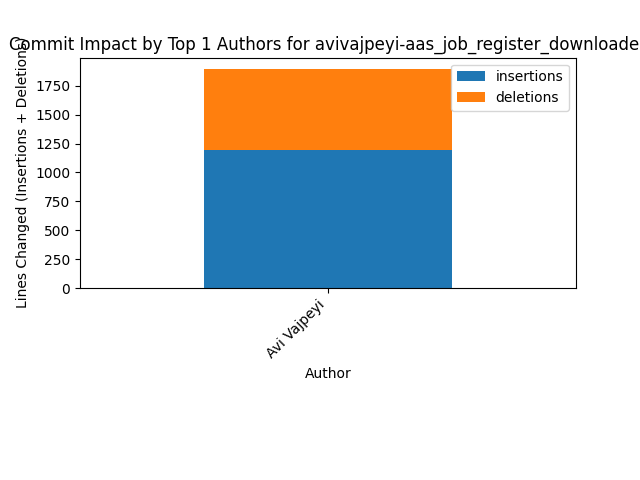 Commit Impact by Top 1 Authors for avivajpeyi-aas_job_register_downloade
insertions
deletions
Lines Changed (Insertions + Deletions)
1750
1500
1250
1000
750
500
250
0
Avi Vajpeyi
Author